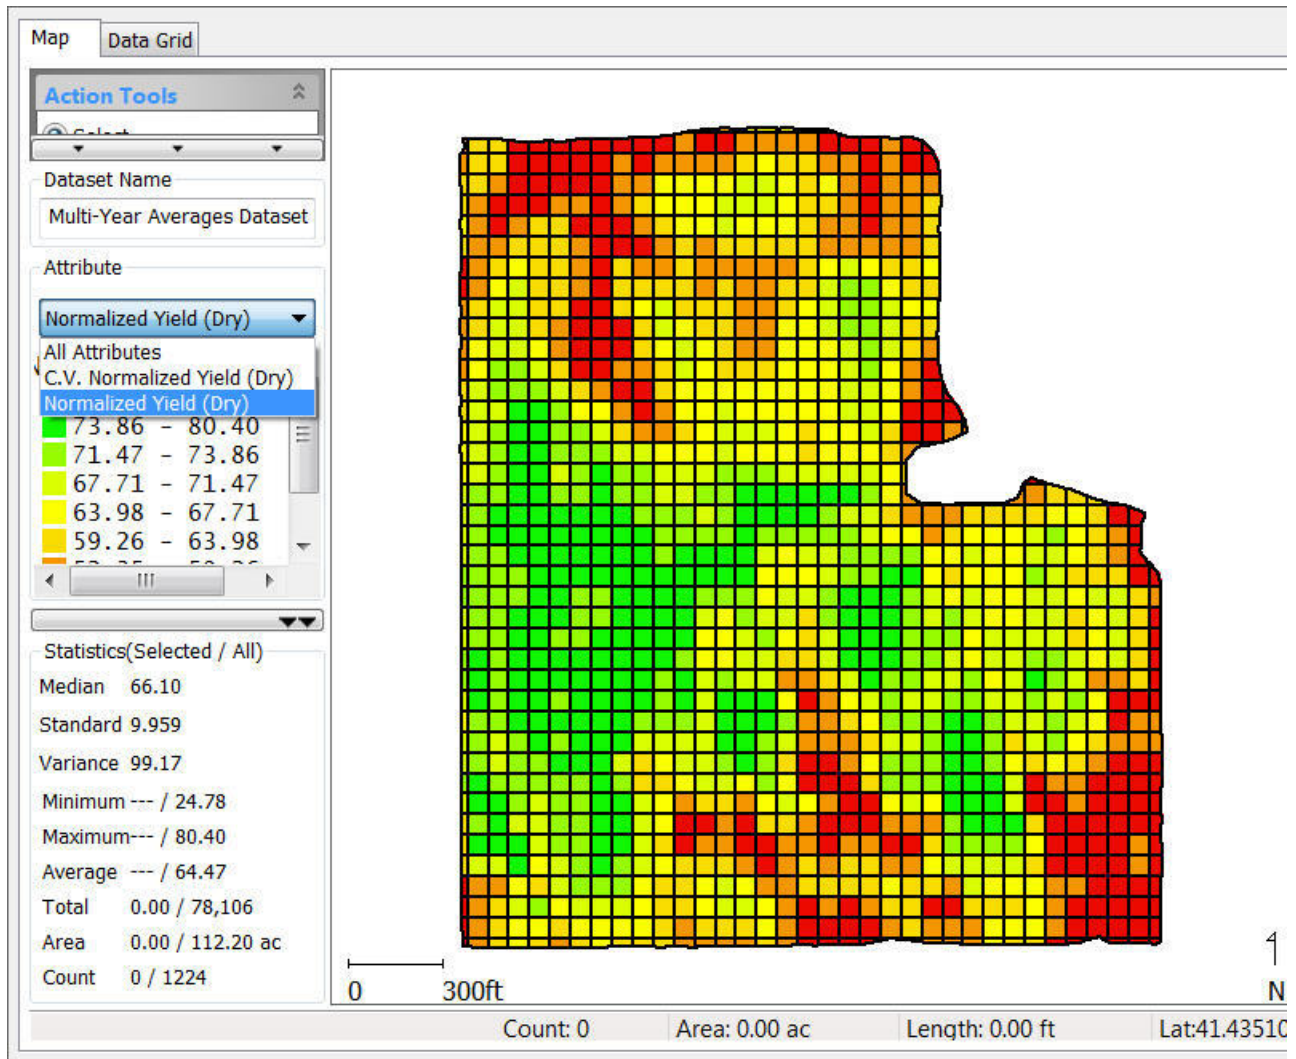 Map
Data Grid
Action Tools
Select
Dataset Name
Multi-Year Averages Dataset
Attribute
Normalized Yield (Dry)
All Attributes
C.V. Normalized Yield (Dry)
Normalized Yield (Dry)
73.86 - 80.40
71.47 - 73.86
67.71 - 71.47
63.98 - 67.71
59.26 - 63.98
Statistics(Selected / All)
Median 66.10
Standard 9.959
Variance 99.17
Minimum --- / 24.78
Maximum--- / 80.40
Average --- / 64.47
Total 0.00 / 78,106
Area 0.00 / 112.20 ac
Count 0 / 1224
0 300ft
N
Count: 0 Area: 0.00 ac Length: 0.00 ft Lat:41.43510